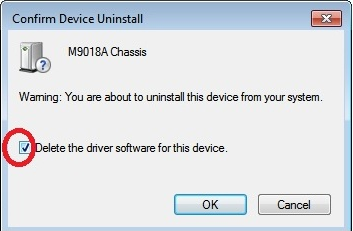 Confirm Device Uninstall
M9018A Chassis
Warning: You are about to uninstall this device from your system.
Delete the driver software for this device.
OK Cancel